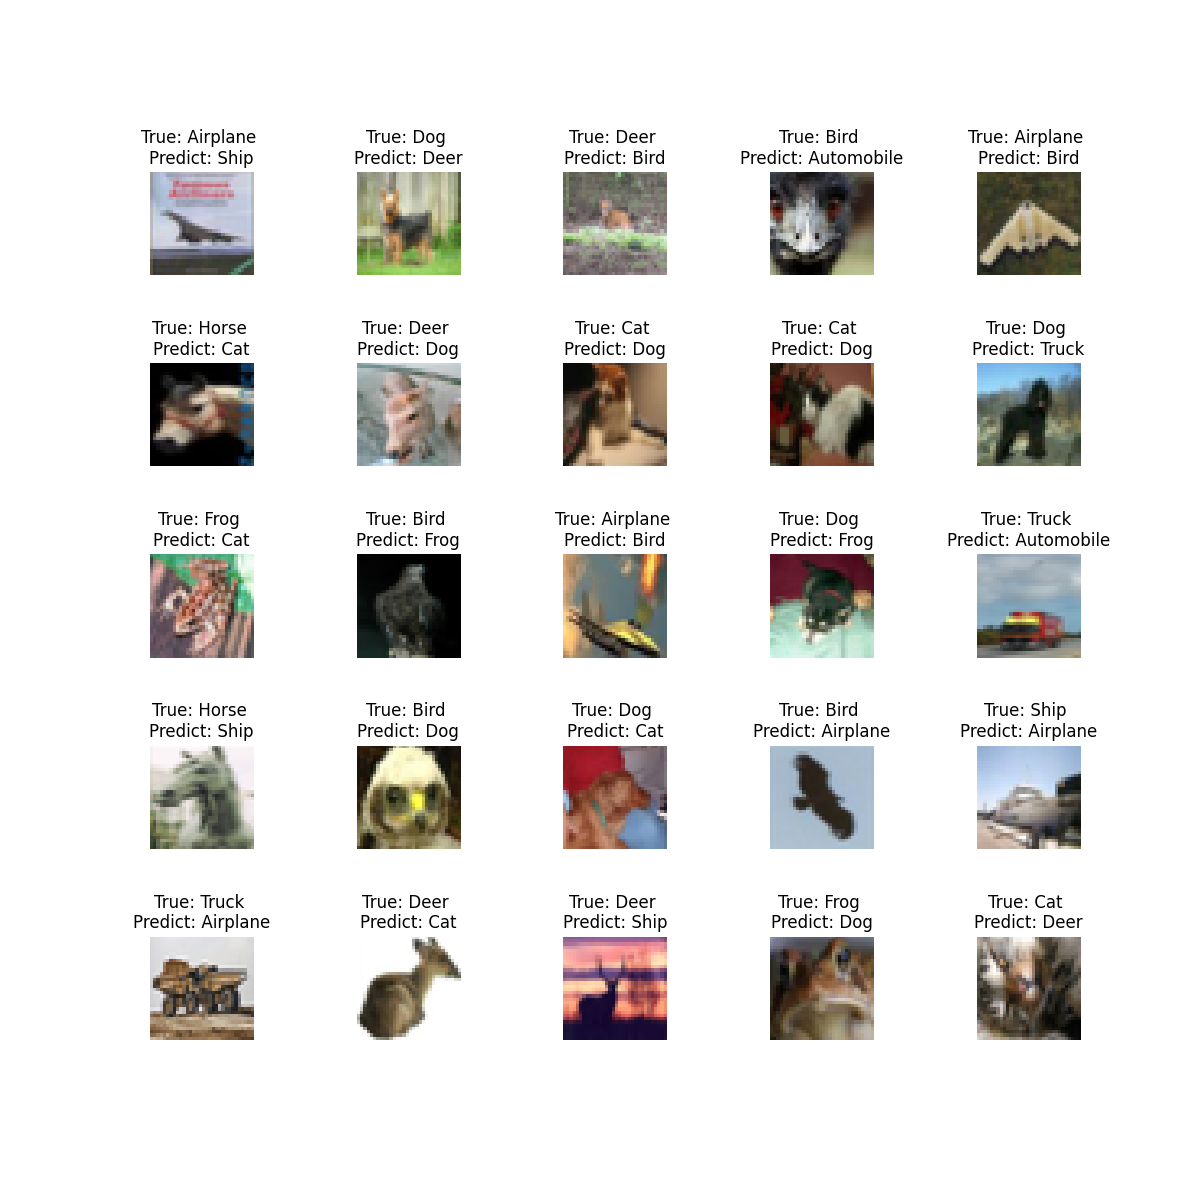 True: Airplane
Predict: Ship
True: Dog
Predict: Deer
True: Deer
Predict: Bird
True: Bird
Predict: Automobile
True: Airplane
Predict: Bird
True: Horse
Predict: Cat
True: Deer
Predict: Dog
True: Cat
Predict: Dog
True: Cat
Predict: Dog
True: Dog
Predict: Truck
True: Frog
Predict: Cat
True: Bird
Predict: Frog
True: Airplane
Predict: Bird
True: Dog
Predict: Frog
True: Truck
Predict: Automobile
True: Horse
Predict: Ship
True: Bird
Predict: Dog
True: Dog
Predict: Cat
True: Bird
Predict: Airplane
True: Ship
Predict: Airplane
True: Truck
Predict: Airplane
True: Deer
Predict: Cat
True: Deer
Predict: Ship
True: Frog
Predict: Dog
True: Cat
Predict: Deer